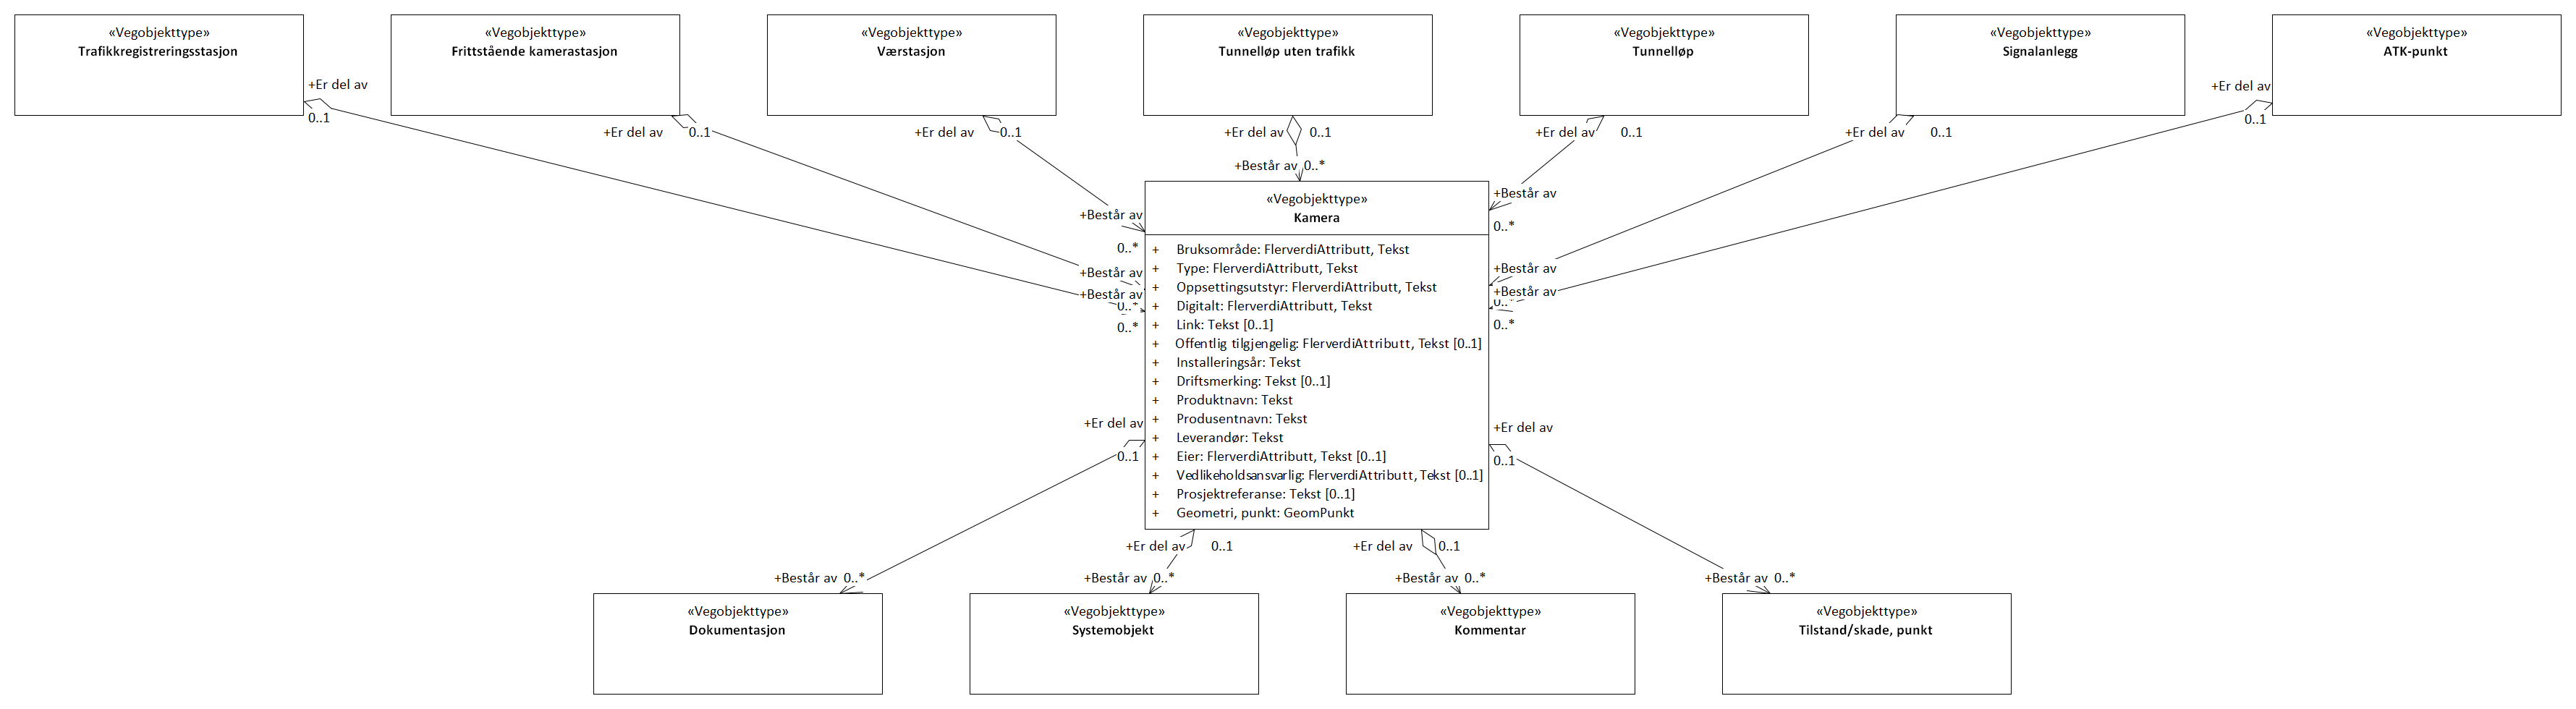 «Vegobjekttype»
Trafikkregistreringsstasjon
«Vegobjekttype»
Frittstående kamerastasjon
«Vegobjekttype»
Værstasjon
«Vegobjekttype»
Tunnelløp uten trafikk
«Vegobjekttype»
Tunnelløp
«Vegobjekttype»
Signalanlegg
«Vegobjekttype»
ATK-punkt
+Er del av
0..1
+Er del av
0..1
+Er del av
0..1
+Er del av
0..1
+Er del av
0..1
+Er del av
0..1
+Er del av
0..1
+Består av 0..*
+Består av
0..*
+Består av
0..*
+Består av
0..*
+Består av
0..*
+Består av
0..
+Består av
0..*
«Vegobjekttype»
Kamera
+ Bruksområde: FlerverdiAttributt, Tekst
+ Type: FlerverdiAttributt, Tekst
+ Oppsettingsutstyr: FlerverdiAttributt, Tekst
+ Digitalt: FlerverdiAttributt, Tekst
+ Link: Tekst [0..1]
+ Offentlig tilgjengelig: FlerverdiAttributt, Tekst [0..1]
+ Installeringsår: Tekst
+ Driftsmerking: Tekst [0..1]
+ Produktnavn: Tekst
+ Produsentnavn: Tekst
+ Leverandør: Tekst
+ Eier: FlerverdiAttributt, Tekst [0..1]
+ Vedlikeholdsansvarlig: FlerverdiAttributt, Tekst [0..1]
+ Prosjektreferanse: Tekst [0..1]
+ Geometri, punkt: GeomPunkt
+Er del av
0..1
+Er del av
0..1
+Er del av
0..1
+Er del av
0..1
+Består av 0..*
+Består av 0..*
+Består av 0..*
+Består av 0..*
«Vegobjekttype»
Dokumentasjon
«Vegobjekttype»
Systemobjekt
«Vegobjekttype»
Kommentar
«Vegobjekttype»
Tilstand/skade, punkt